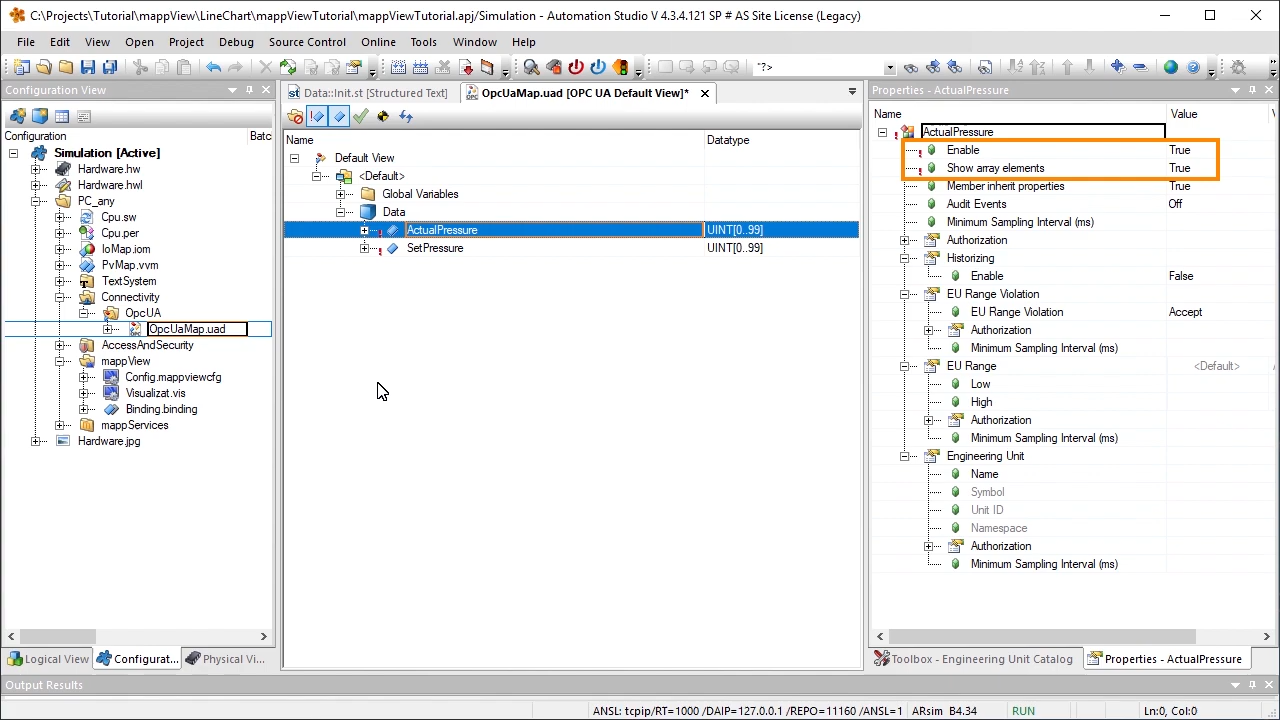 C:\Projects\Tutorial\mappView\LineChart\mappViewTutorial\mappViewTutorial.apj/Simulation - Automation Studio V 4.3.4.121 SP # AS Site License (Legacy)
File Edit View Open Project Debug Source Control Online Tools Window Help
"?>
Configuration View
Configuration Batc
Simulation [Active]
Hardware.hw
Hardware.hwl
PC_any
Cpu.sw
Cpu.per
IoMap.iom
PvMap.vvm
TextSystem
Connectivity
OpcUA
OpcUaMap.uad
AccessAndSecurity
mappView
Config.mappviewcfg
Visualizat.vis
Binding.binding
mappServices
Hardware.jpg
Logical View Configurat... Physical Vi...
Data::Init.st [Structured Text] OpcUaMap.uad [OPC UA Default View]*
Name Datatype
Default View
<Default>
Global Variables
Data
ActualPressure UINT[0..99]
SetPressure UINT[0..99]
Properties - ActualPressure
Name Value V
ActualPressure
Enable True
Show array elements True
Member inherit properties True
Audit Events Off
Minimum Sampling Interval (ms)
Authorization
Historizing
Enable False
EU Range Violation
EU Range Violation Accept
Authorization
Minimum Sampling Interval (ms)
EU Range <Default>
Low
High
Authorization
Minimum Sampling Interval (ms)
Engineering Unit
Name
Symbol
Unit ID
Namespace
Authorization
Minimum Sampling Interval (ms)
Toolbox - Engineering Unit Catalog Properties - ActualPressure
Output Results
ANSL: tcpip/RT=1000 /DAIP=127.0.0.1 /REPO=11160 /ANSL=1 ARsim B4.34 RUN Ln:0, Col:0